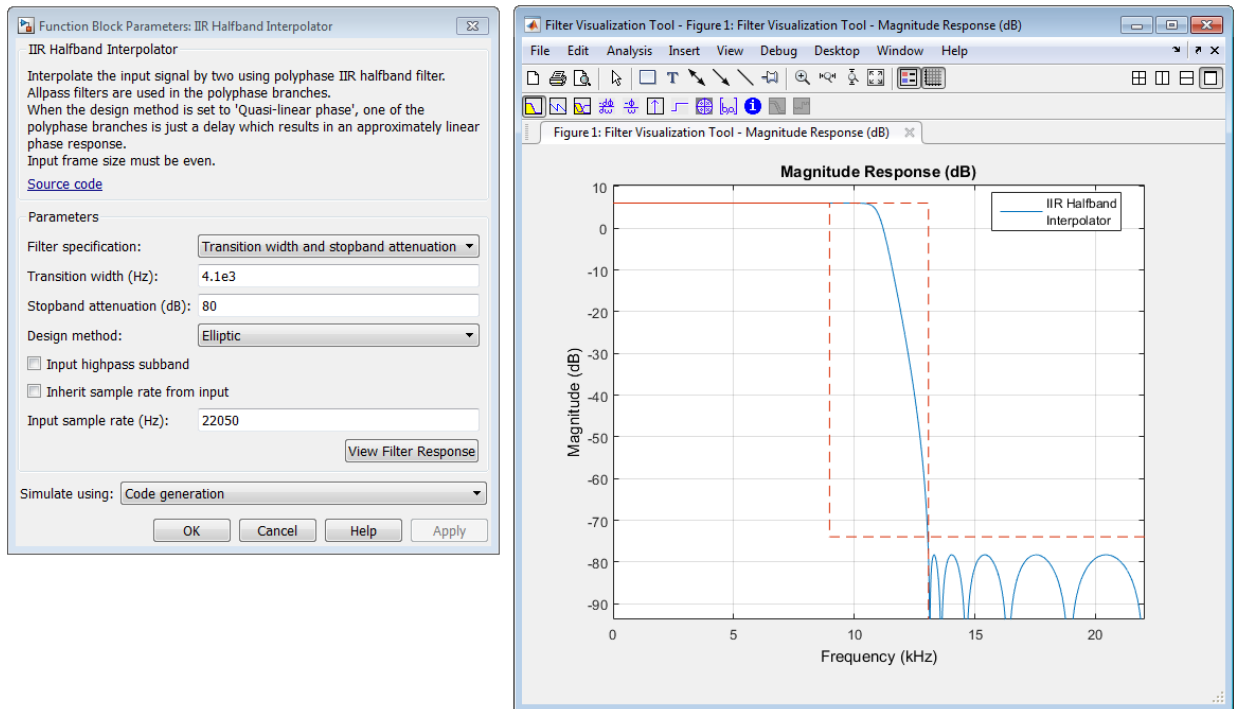 Function Block Parameters: IIR Halfband Interpolator
IIR Halfband Interpolator
Interpolate the input signal by two using polyphase IIR halfband filter.
Allpass filters are used in the polyphase branches.
When the design method is set to 'Quasi-linear phase', one of the
polyphase branches is just a delay which results in an approximately linear
phase response.
Input frame size must be even.
Source code
Parameters
Filter specification: Transition width and stopband attenuation
Transition width (Hz): 4.1e3
Stopband attenuation (dB): 80
Design method: Elliptic
Input highpass subband
Inherit sample rate from input
Input sample rate (Hz): 22050
View Filter Response
Simulate using: Code generation
OK Cancel Help Apply
Filter Visualization Tool - Figure 1: Filter Visualization Tool - Magnitude Response (dB)
File Edit Analysis Insert View Debug Desktop Window Help
Figure 1: Filter Visualization Tool - Magnitude Response (dB)
Magnitude Response (dB)
IIR Halfband
Interpolator
Magnitude (dB)
10
0
-10
-20
-30
-40
-50
-60
-70
-80
-90
0 5 10 15 20
Frequency (kHz)